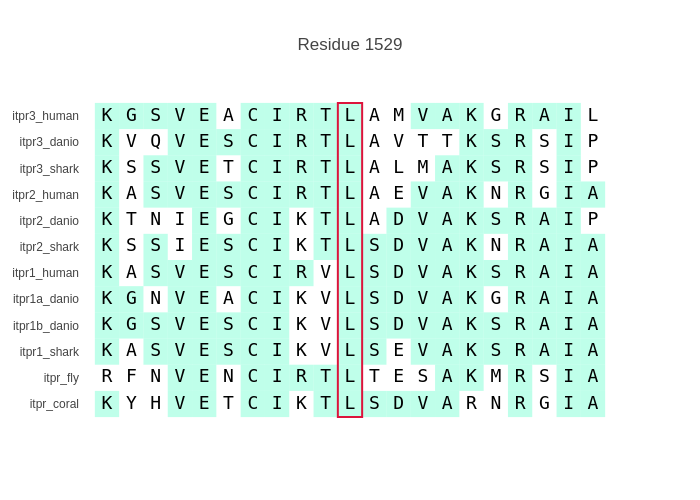 Residue 1529
itpr3_human K G S V E A C I R T L A M V A K G R A I L
itpr3_danio K V Q V E S C I R T L A V T T K S R S I P
itpr3_shark K S S V E T C I R T L A L M A K S R S I P
itpr2_human K A S V E S C I R T L A E V A K N R G I A
itpr2_danio K T N I E G C I K T L A D V A K S R A I P
itpr2_shark K S S I E S C I K T L S D V A K N R A I A
itpr1_human K A S V E S C I R V L S D V A K S R A I A
itpr1a_danio K G N V E A C I K V L S D V A K G R A I A
itpr1b_danio K G S V E S C I K V L S D V A K S R A I A
itpr1_shark K A S V E S C I K V L S E V A K S R A I A
itpr_fly R F N V E N C I R T L T E S A K M R S I A
itpr_coral K Y H V E T C I K T L S D V A R N R G I A